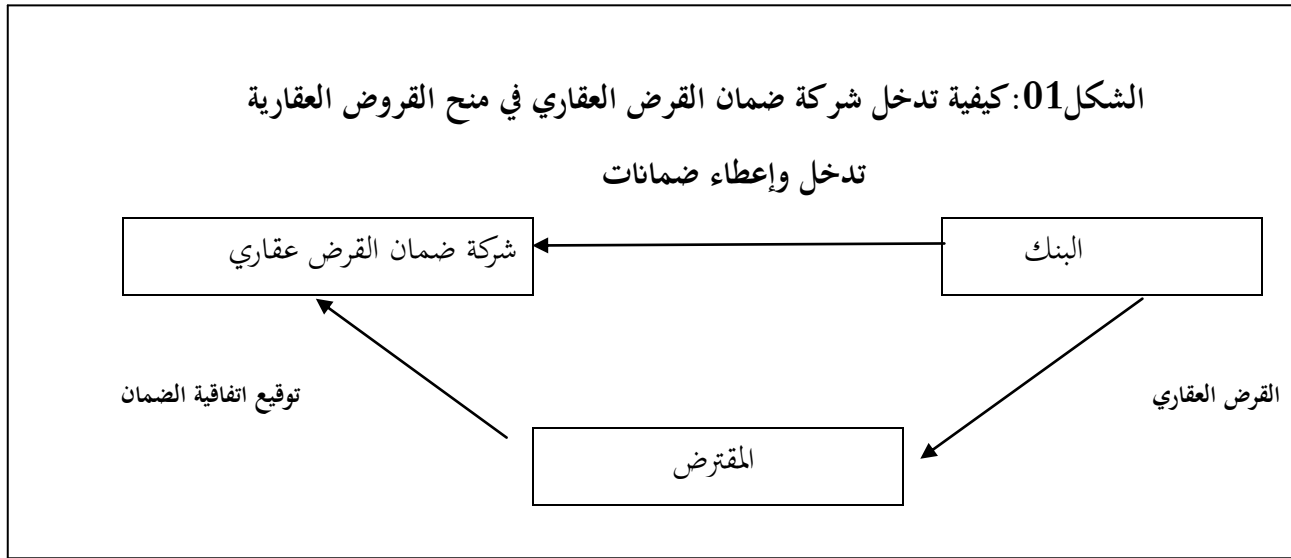 الشكل01:كيفية تدخل شركة ضمان القرض العقاري في منح القروض العقارية
تدخل وإعطاء ضمانات
البنك
شركة ضمان القرض عقاري
القرض العقاري
توقيع اتفاقية الضمان
المقترض